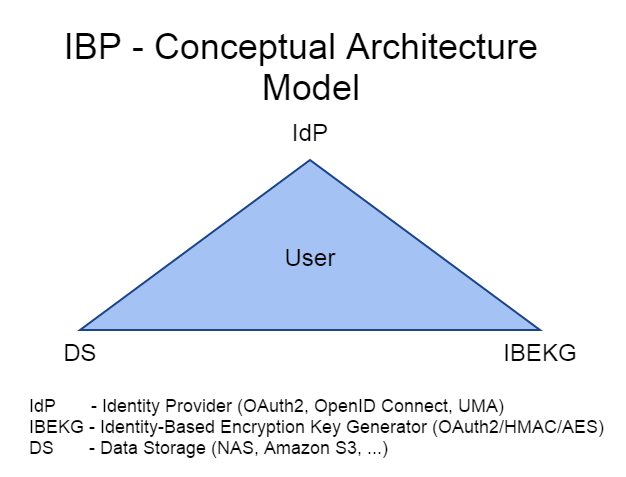 IBP - Conceptual Architecture
Model
IdP
User
DS
IBEKG
IdP - Identity Provider (OAuth2, OpenID Connect, UMA)
IBEKG - Identity-Based Encryption Key Generator (OAuth2/HMAC/AES)
DS - Data Storage (NAS, Amazon S3, ...)